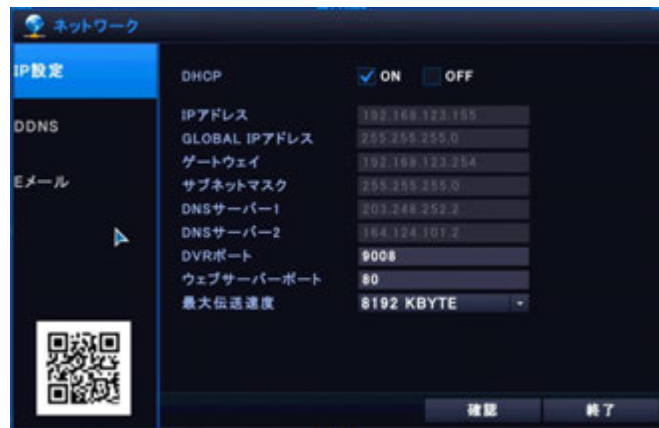 ネットワーク
IP設定
DDNS
Eメール
DHCP ON OFF
IPアドレス 192.168.123.155
GLOBAL IPアドレス 255.255.255.0
ゲートウェイ 192.168.123.254
サブネットマスク 255.255.255.0
DNSサーバー1 203.248.252.2
DNSサーバー2 164.124.101.2
DVRポート 9008
ウェブサーバーポート 80
最大伝送速度 8192 KBYTE
確認 終了